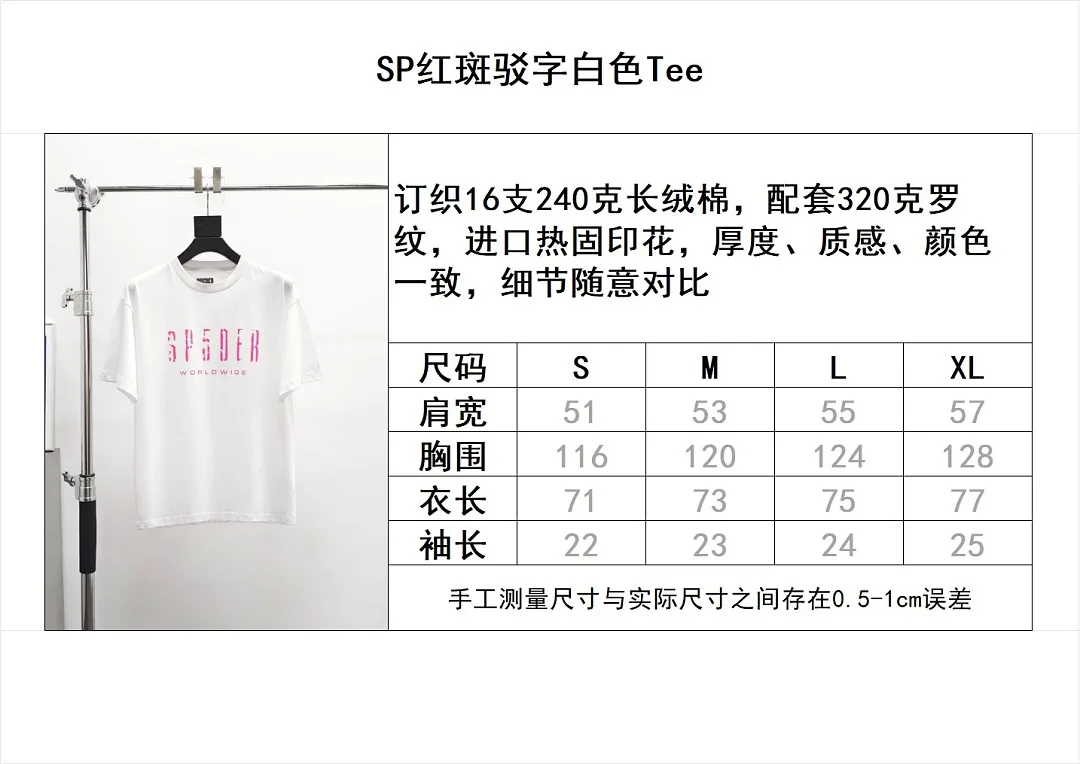 SP红斑驳字白色Tee
订织16支240克长绒棉，配套320克罗
纹，进口热固印花，厚度、质感、颜色
一致，细节随意对比
SP5DER
WORLDWIDE
尺码 S M L XL
肩宽 51 53 55 57
胸围 116 120 124 128
衣长 71 73 75 77
袖长 22 23 24 25
手工测量尺寸与实际尺寸之间存在0.5-1cm误差